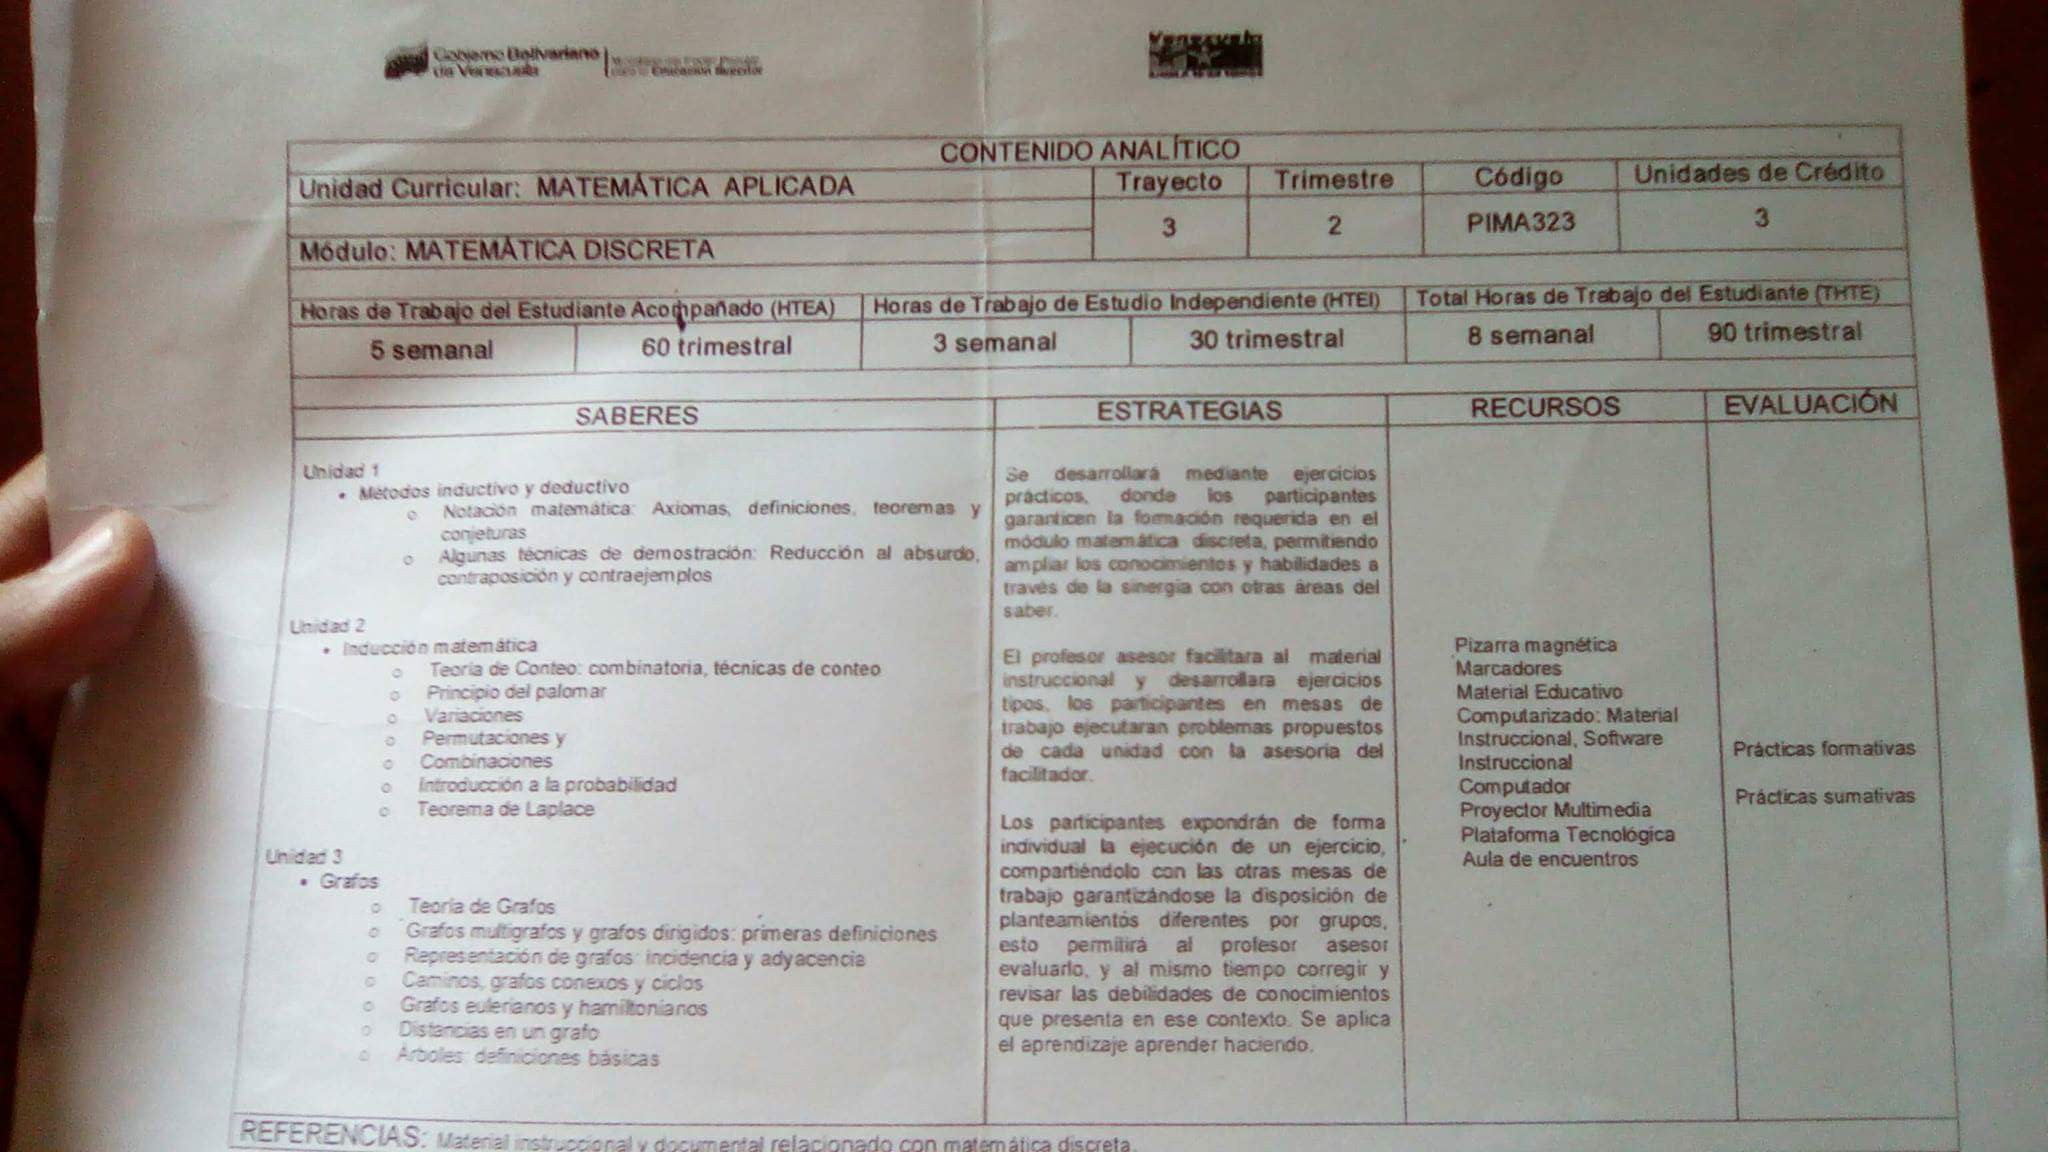 Gobierno Bolivariano
de Venezuela
Educación Superior
Venezuela
CONTENIDO ANALÍTICO
Unidad Curricular: MATEMÁTICA APLICADA
Trayecto
Trimestre
Código
Unidades de Crédito
3
2
PIMA323
3
Módulo: MATEMÁTICA DISCRETA
Horas de Trabajo del Estudiante Acompañado (HTEA)
Horas de Trabajo de Estudio Independiente (HTEI)
Total Horas de Trabajo del Estudiante (THTE)
5 semanal
60 trimestral
3 semanal
30 trimestral
8 semanal
90 trimestral
SABERES
ESTRATEGIAS
RECURSOS
EVALUACIÓN
Unidad 1
• Métodos inductivo y deductivo
o Notación matemática: Axiomas, definiciones, teoremas y
conjeturas
o Algunas técnicas de demostración: Reducción al absurdo,
contraposición y contraejemplos
Unidad 2
• Inducción matemática
o Teoría de Conteo: combinatoria, técnicas de conteo
o Principio del palomar
o Variaciones
o Permutaciones y
o Combinaciones
o Introducción a la probabilidad
o Teorema de Laplace
Unidad 3
• Grafos
o Teoría de Grafos
o Grafos multigrafos y grafos dirigidos: primeras definiciones
o Representación de grafos: incidencia y adyacencia
o Caminos, grafos conexos y ciclos
o Grafos eulerianos y hamiltonianos
o Distancias en un grafo
o Árboles: definiciones básicas
Se desarrollará mediante ejercicios
prácticos, donde los participantes
garanticen la formación requerida en el
módulo matemática discreta, permitiendo
ampliar los conocimientos y habilidades a
través de la sinergia con otras áreas del
saber.
El profesor asesor facilitara al material
instruccional y desarrollara ejercicios
tipos, los participantes en mesas de
trabajo ejecutaran problemas propuestos
de cada unidad con la asesoría del
facilitador.
Los participantes expondrán de forma
individual la ejecución de un ejercicio,
compartiéndolo con las otras mesas de
trabajo garantizándose la disposición de
planteamientos diferentes por grupos,
esto permitirá al profesor asesor
evaluarlo, y al mismo tiempo corregir y
revisar las debilidades de conocimientos
que presenta en ese contexto. Se aplica
el aprendizaje aprender haciendo.
Pizarra magnética
Marcadores
Material Educativo
Computarizado: Material
Instruccional, Software
Instruccional
Computador
Proyector Multimedia
Plataforma Tecnológica
Aula de encuentros
Prácticas formativas
Prácticas sumativas
REFERENCIAS: Material instruccional y documental relacionado con matemática discreta.